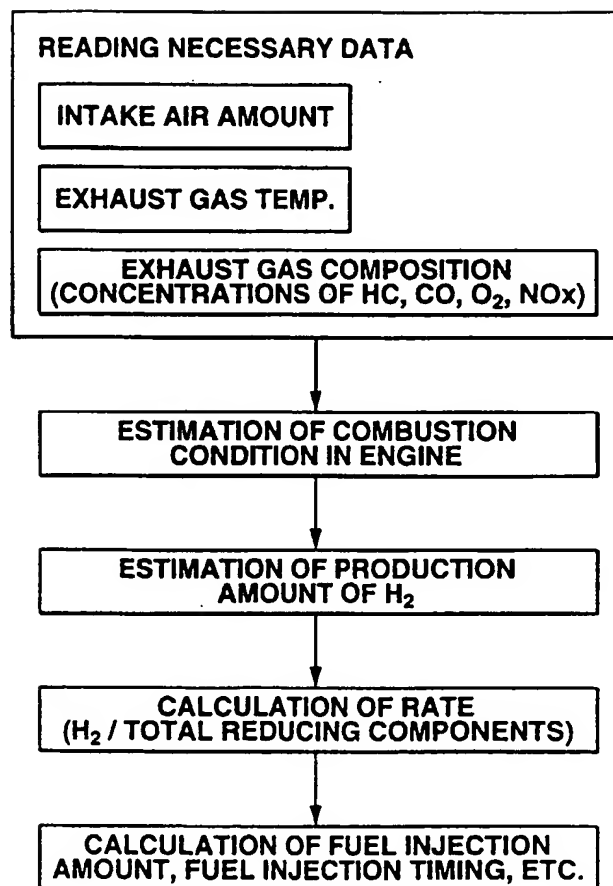 READING NECESSARY DATA
INTAKE AIR AMOUNT
EXHAUST GAS TEMP.
EXHAUST GAS COMPOSITION
(CONCENTRATIONS OF HC, CO, O₂, NOx)
ESTIMATION OF COMBUSTION
CONDITION IN ENGINE
ESTIMATION OF PRODUCTION
AMOUNT OF H₂
CALCULATION OF RATE
(H₂ / TOTAL REDUCING COMPONENTS)
CALCULATION OF FUEL INJECTION
AMOUNT, FUEL INJECTION TIMING, ETC.